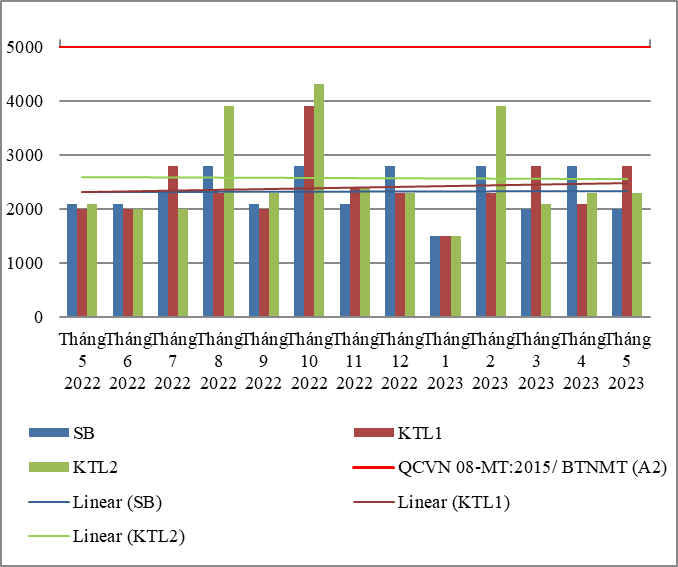 5000
4000
3000
2000
1000
0
Tháng Tháng Tháng Tháng Tháng Tháng Tháng Tháng Tháng Tháng Tháng Tháng Tháng
5 6 7 8 9 10 11 12 1 2 3 4 5
2022 2022 2022 2022 2022 2022 2022 2022 2023 2023 2023 2023 2023
SB KTL1
KTL2 QCVN 08-MT:2015/ BTNMT (A2)
Linear (SB) Linear (KTL1)
Linear (KTL2)